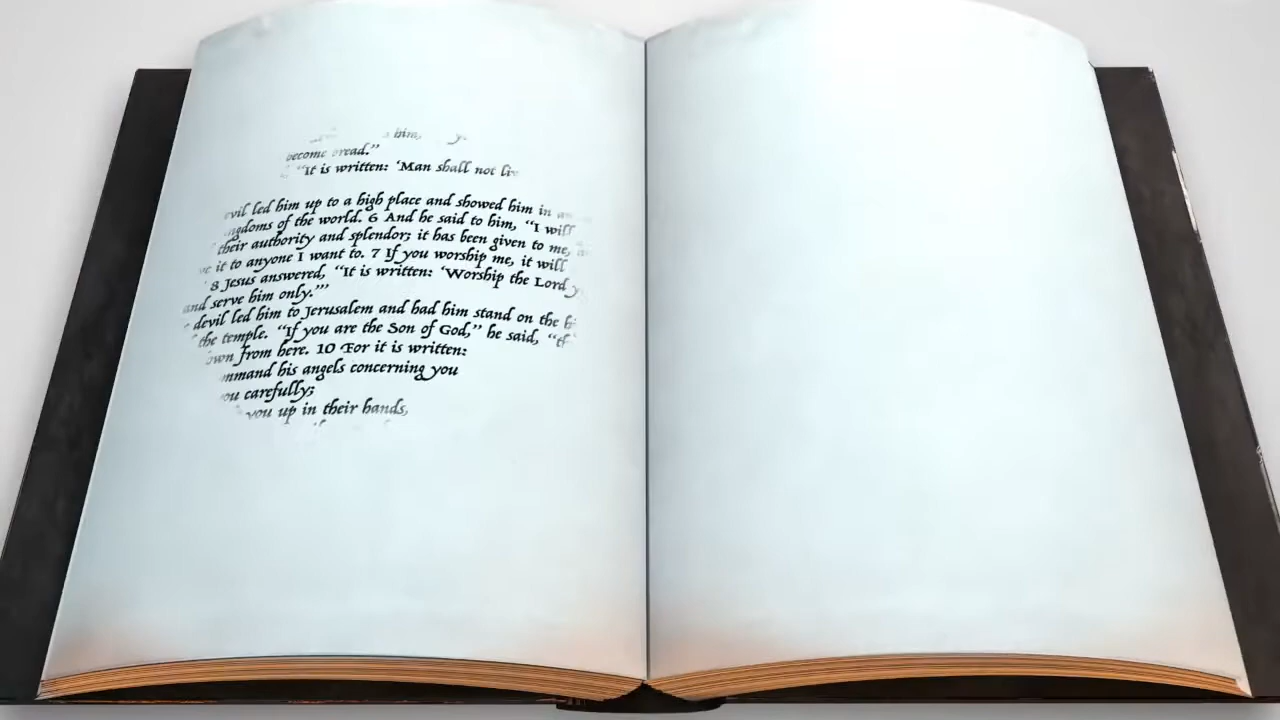 him,
become bread.”
“It is written: ‘Man shall not
led him up to a high place and showed him in
of the world. 6 And he said to him, “I will
their authority and splendor; it has been given to me,
it to anyone I want to. 7 If you worship me, it will
8 Jesus answered, “It is written: ‘Worship the Lord
and serve him only.’”
devil led him to Jerusalem and had him stand on the
the temple. “If you are the Son of God,” he said,
from here. 10 For it is written:
his angels concerning you
carefully;
you up in their hands,